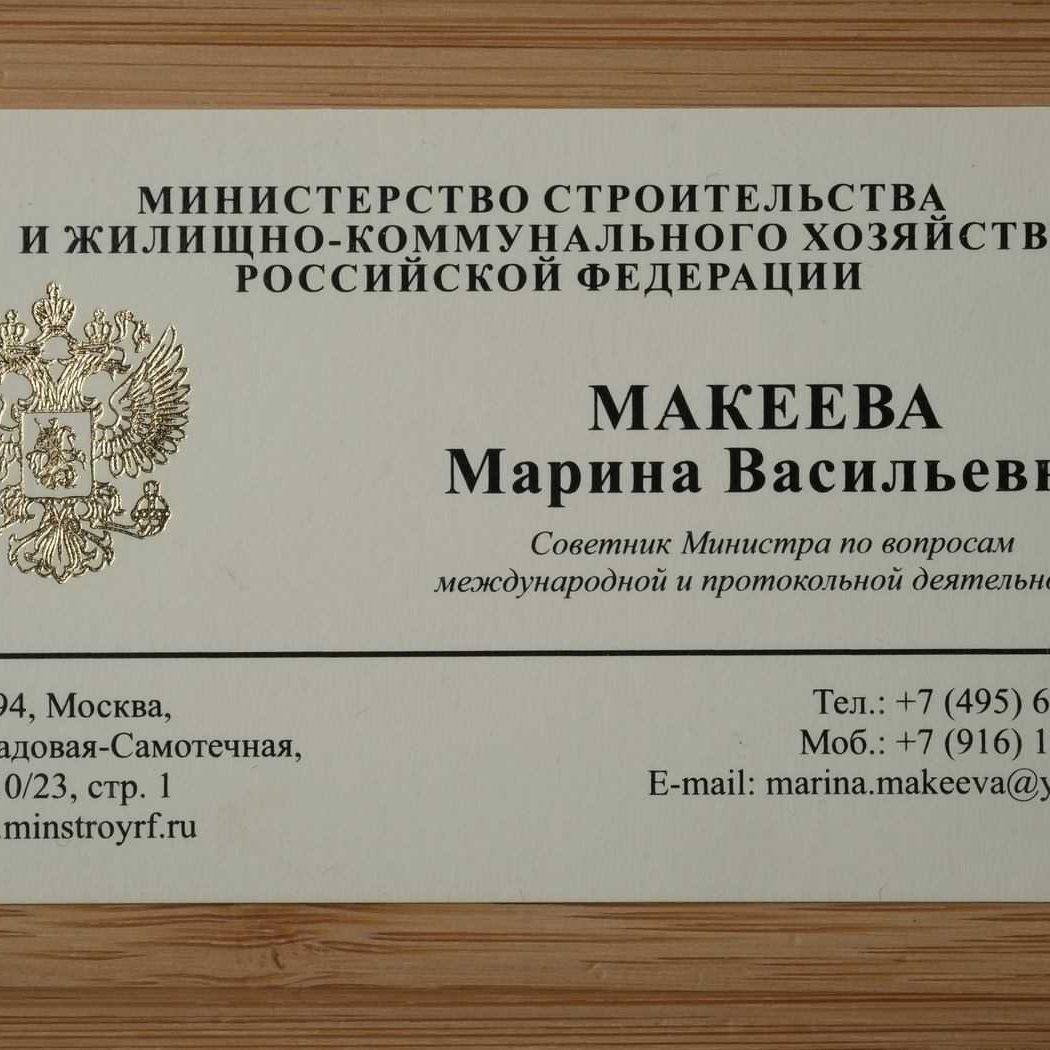 МИНИСТЕРСТВО СТРОИТЕЛЬСТВА
И ЖИЛИЩНО-КОММУНАЛЬНОГО ХОЗЯЙСТВ
РОССИЙСКОЙ ФЕДЕРАЦИИ
МАКЕЕВА
Марина Васильевн
Советник Министра по вопросам
международной и протокольной деятельно
94, Москва,
адовая-Самотечная,
0/23, стр. 1
.minstroyrf.ru
Тел.: +7 (495) 6
Моб.: +7 (916) 1
E-mail: marina.makeeva@y